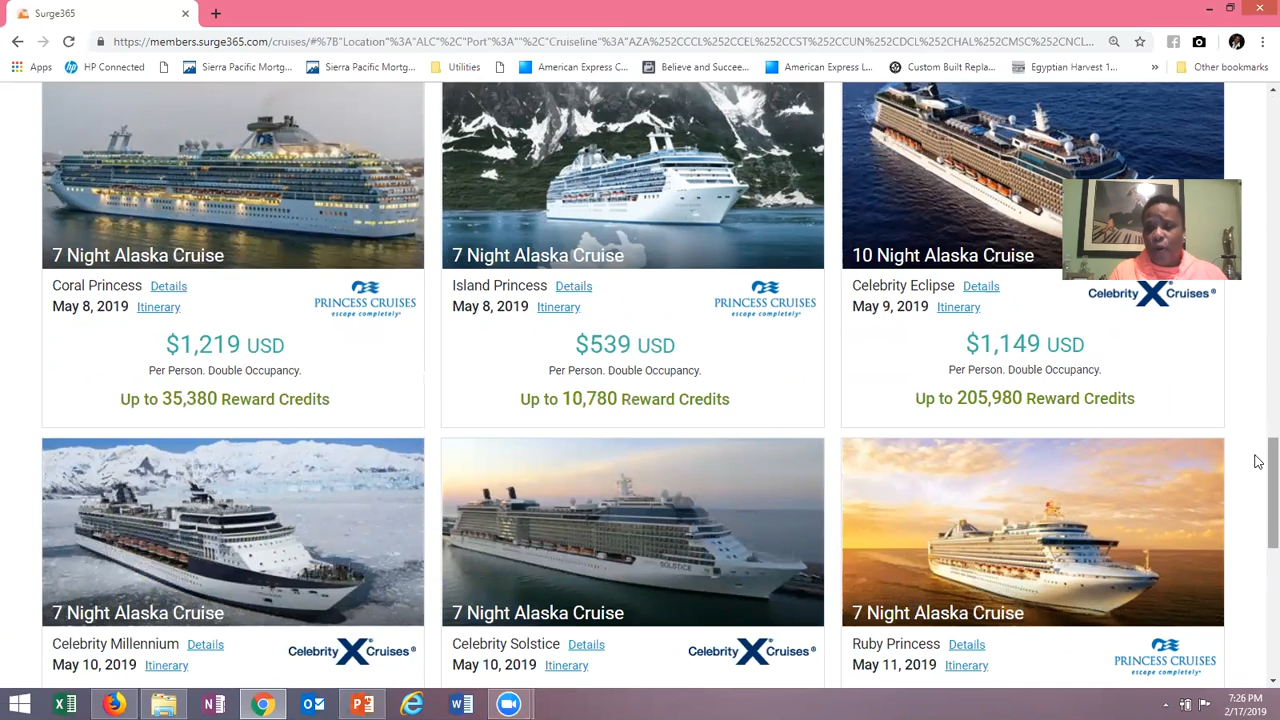 Surge365
https://members.surge365.com/cruises/#%7B"Location"%3A"ALC"%2C"Port"%3A""%2C"Cruiseline"%3A"AZA%252CCCL%252CCEL%252CCST%252CCUN%252CDCL%252CHAL%252CMSC%252CNCL...
Apps
HP Connected
Sierra Pacific Mortg...
Sierra Pacific Mortg...
Utilities
American Express C...
Believe and Succee...
American Express L...
Custom Built Repla...
Egyptian Harvest 1...
»
Other bookmarks
7 Night Alaska Cruise
Coral Princess Details
May 8, 2019 Itinerary
PRINCESS CRUISES
escape completely
$1,219 USD
Per Person. Double Occupancy.
Up to 35,380 Reward Credits
7 Night Alaska Cruise
Island Princess Details
May 8, 2019 Itinerary
PRINCESS CRUISES
escape completely
$539 USD
Per Person. Double Occupancy.
Up to 10,780 Reward Credits
10 Night Alaska Cruise
Celebrity Eclipse Details
May 9, 2019 Itinerary
Celebrity X Cruises®
$1,149 USD
Per Person. Double Occupancy.
Up to 205,980 Reward Credits
7 Night Alaska Cruise
Celebrity Millennium Details
May 10, 2019 Itinerary
Celebrity X Cruises®
SOLSTICE
7 Night Alaska Cruise
Celebrity Solstice Details
May 10, 2019 Itinerary
Celebrity X Cruises®
7 Night Alaska Cruise
Ruby Princess Details
May 11, 2019 Itinerary
PRINCESS CRUISES
escape completely
7:26 PM
2/17/2019